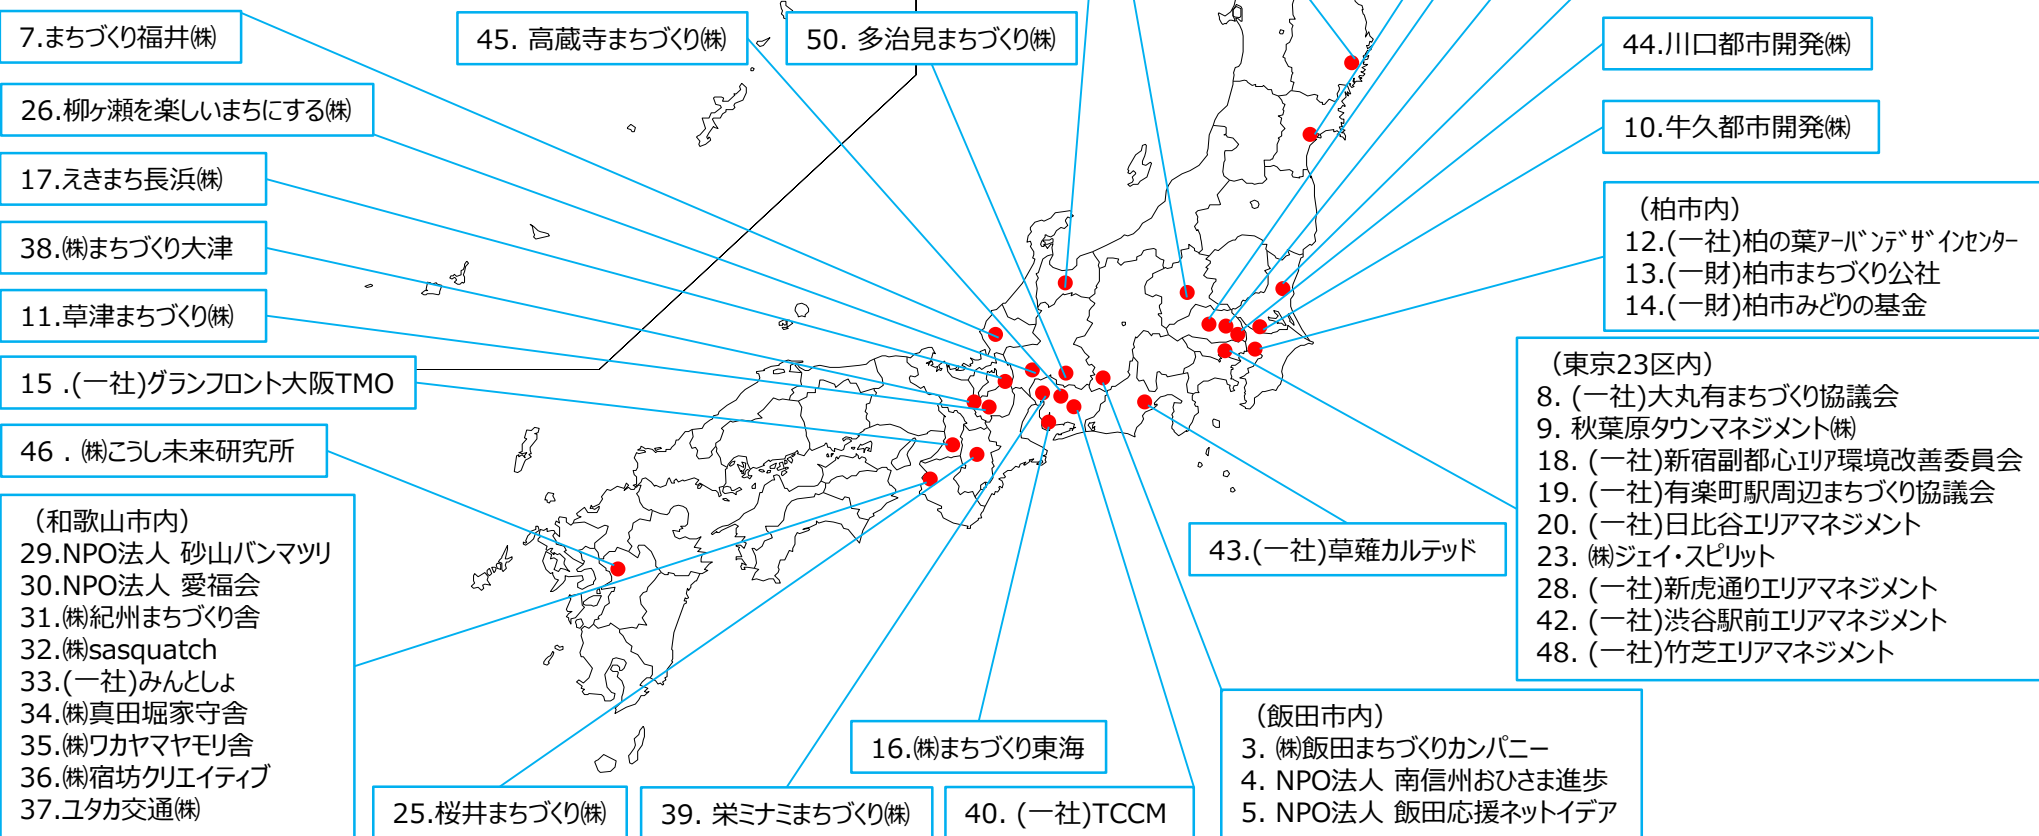 7.まちづくり福井㈱
45. 高蔵寺まちづくり㈱
50. 多治見まちづくり㈱
44.川口都市開発㈱
26.柳ヶ瀬を楽しいまちにする㈱
10.牛久都市開発㈱
17.えきまち長浜㈱
38.㈱まちづくり大津
11.草津まちづくり㈱
15 .(一社)グランフロント大阪TMO
46 . ㈱こうし未来研究所
（柏市内）
12.(一社)柏の葉ｱｰﾊﾞﾝﾃﾞｻﾞｲﾝｾﾝﾀｰ
13.(一財)柏市まちづくり公社
14.(一財)柏市みどりの基金
（東京23区内）
8. (一社)大丸有まちづくり協議会
9. 秋葉原タウンマネジメント㈱
18. (一社)新宿副都心ｴﾘｱ環境改善委員会
19. (一社)有楽町駅周辺まちづくり協議会
20. (一社)日比谷エリアマネジメント
23. ㈱ジェイ・スピリット
28. (一社)新虎通りエリアマネジメント
42. (一社)渋谷駅前エリアマネジメント
48. (一社)竹芝エリアマネジメント
（和歌山市内）
29.NPO法人 砂山バンマツリ
30.NPO法人 愛福会
31.㈱紀州まちづくり舎
32.㈱sasquatch
33.(一社)みんとしょ
34.㈱真田堀家守舎
35.㈱ワカヤマヤモリ舎
36.㈱宿坊クリエイティブ
37.ユタカ交通㈱
43.(一社)草薙カルテッド
16.㈱まちづくり東海
（飯田市内）
3. ㈱飯田まちづくりカンパニー
4. NPO法人 南信州おひさま進歩
5. NPO法人 飯田応援ネットイデア
25.桜井まちづくり㈱
39. 栄ミナミまちづくり㈱
40. (一社)TCCM